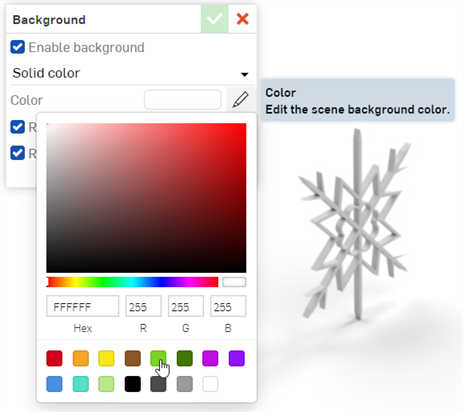 Background
Enable background
Solid color
Color
Color
Edit the scene background color.
R
R
FFFFFF 255 255 255
Hex R G B